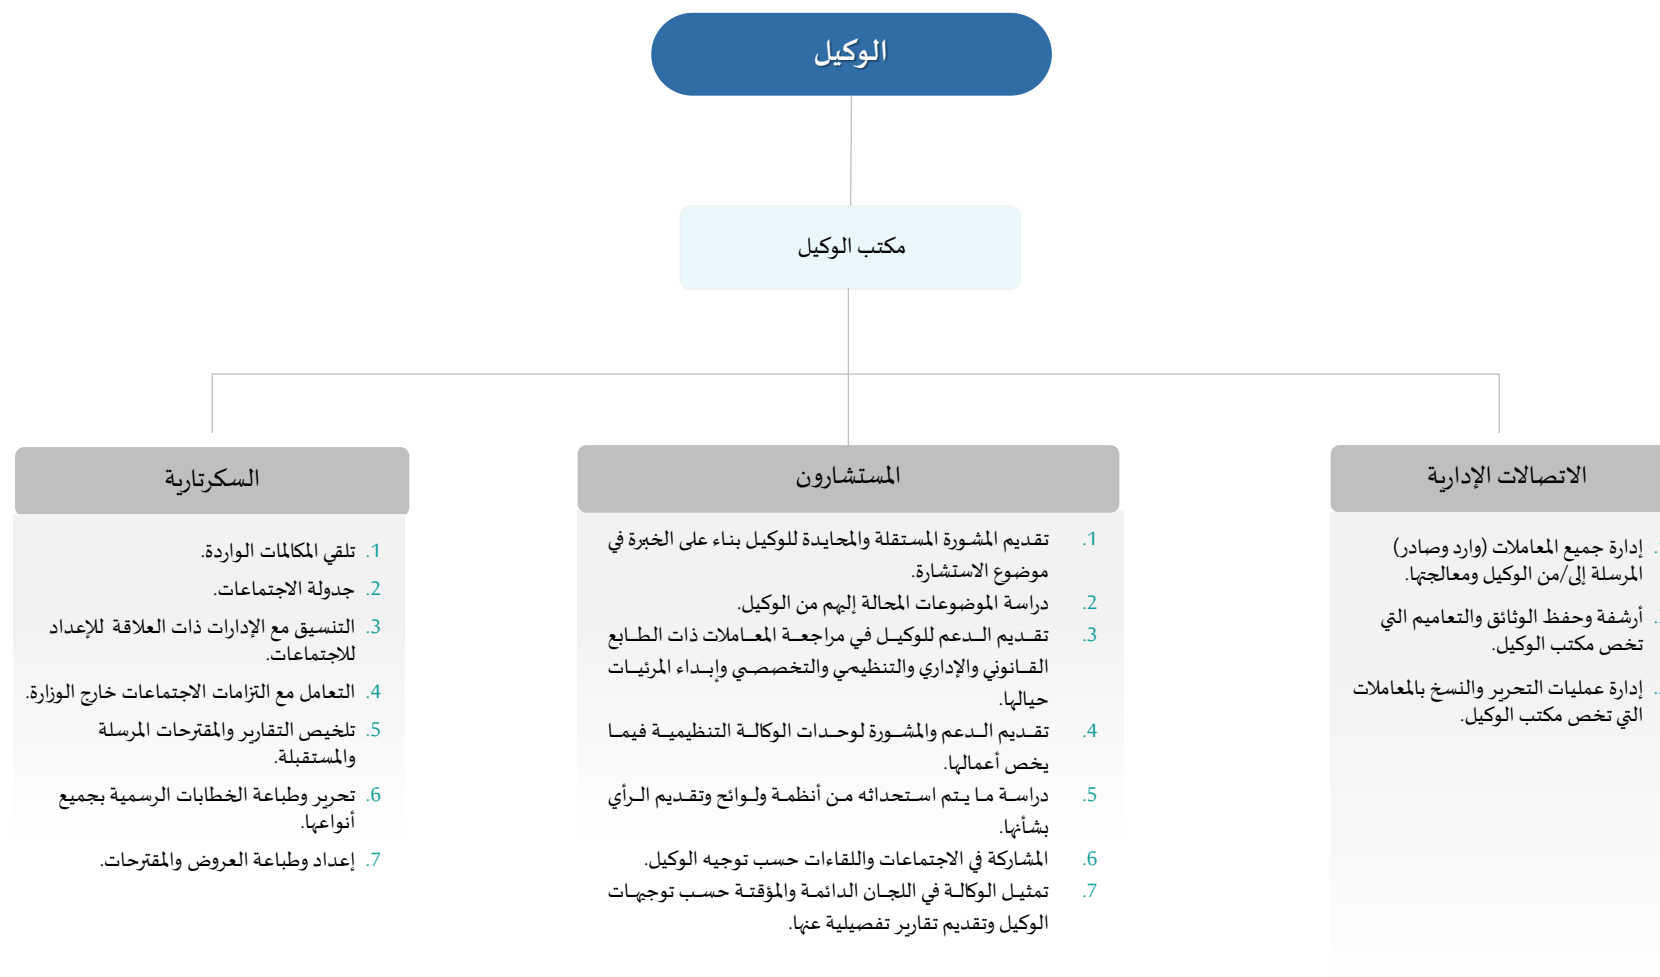 الوكيل
مكتب الوكيل
الاتصالات الإدارية
إدارة جميع المعاملات (وارد وصادر)
المرسلة إلى/من الوكيل ومعالجتها.
أرشفة وحفظ الوثائق والتعاميم التي
تخص مكتب الوكيل.
إدارة عمليات التحرير والنسخ بالمعاملات
التي تخص مكتب الوكيل.
المستشارون
1. تقديم المشورة المستقلة والمحايدة للوكيل بناء على الخبرة في
موضوع الاستشارة.
2. دراسة الموضوعات المحالة إليهم من الوكيل.
3. تقديم الدعم للوكيل في مراجعة المعاملات ذات الطابع
القانوني والإداري والتنظيمي والتخصصي وإبداء المرئيات
حيالها.
4. تقديم الدعم والمشورة لوحدات الوكالة التنظيمية فيما
يخص أعمالها.
5. دراسة ما يتم استحداثه من أنظمة ولوائح وتقديم الرأي
بشأنها.
6. المشاركة في الاجتماعات واللقاءات حسب توجيه الوكيل.
7. تمثيل الوكالة في اللجان الدائمة والمؤقتة حسب توجيهات
الوكيل وتقديم تقارير تفصيلية عنها.
السكرتارية
1. تلقي المكالمات الواردة.
2. جدولة الاجتماعات.
3. التنسيق مع الإدارات ذات العلاقة للإعداد
للاجتماعات.
4. التعامل مع التزامات الاجتماعات خارج الوزارة.
5. تلخيص التقارير والمقترحات المرسلة
والمستقبلة.
6. تحرير وطباعة الخطابات الرسمية بجميع
أنواعها.
7. إعداد وطباعة العروض والمقترحات.